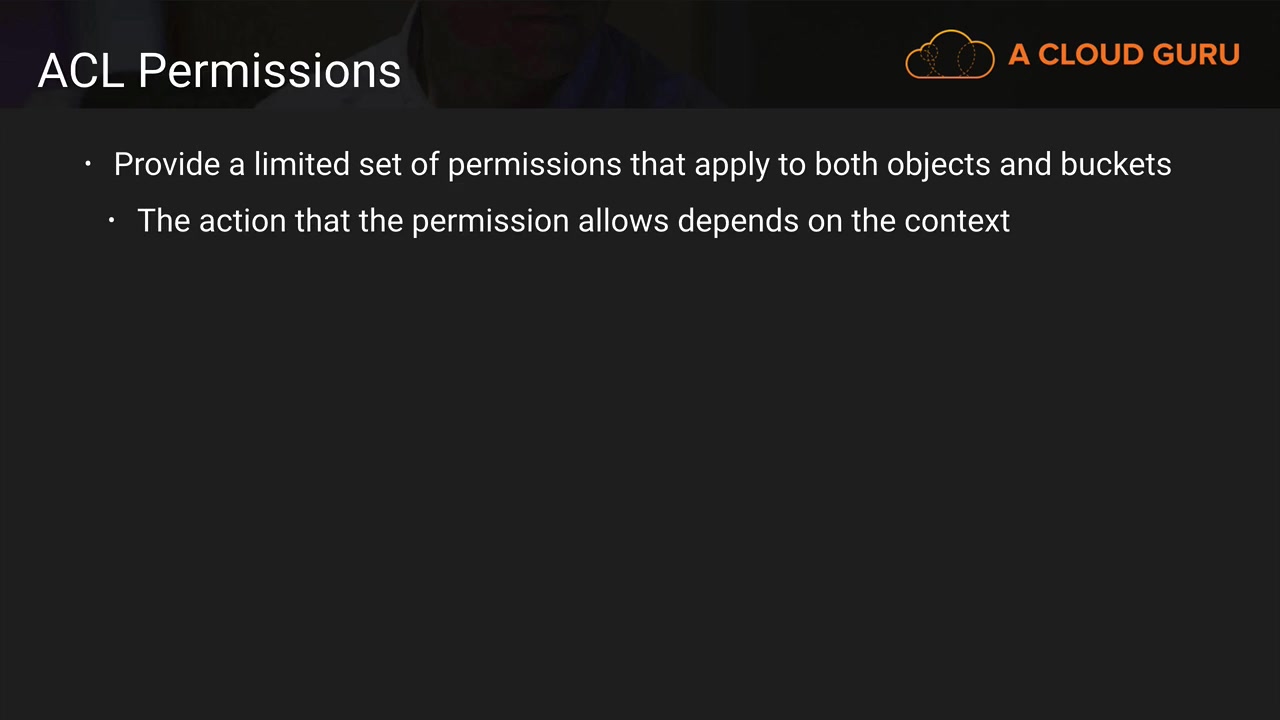 ACL Permissions
A CLOUD GURU
· Provide a limited set of permissions that apply to both objects and buckets
· The action that the permission allows depends on the context